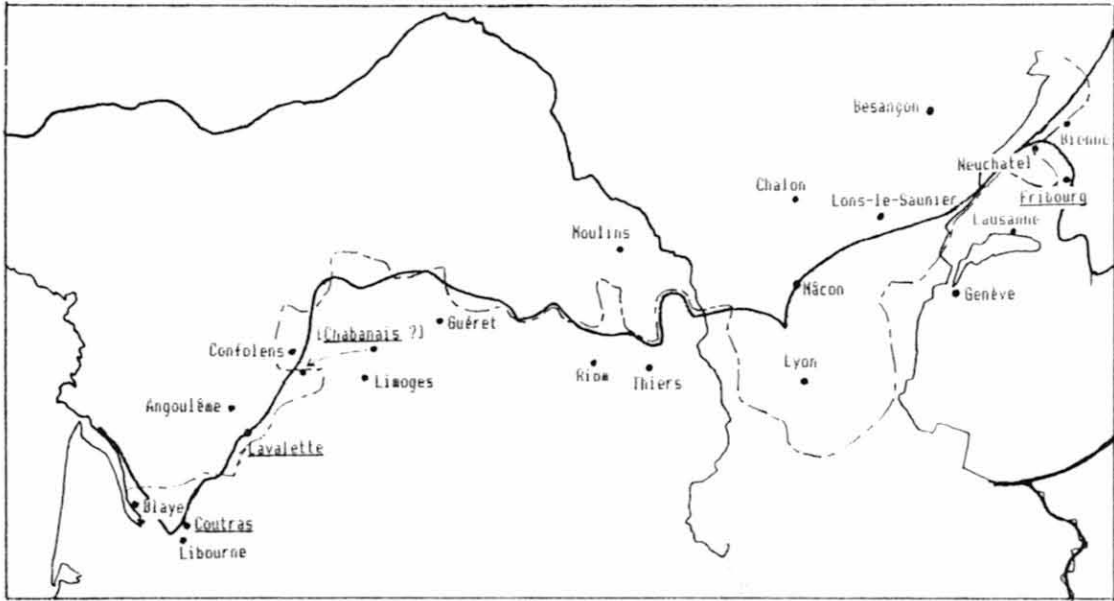 Besançon
Bienne
Neuchatel
Chalon
Lons-le-Saunier
Fribourg
Lausanne
Moulins
Mâcon
Genève
Guéret
(Chabanais ?)
Confolens
Limoges
Riom
Thiers
Lyon
Angoulême
Lavalette
Blaye
Coutras
Libourne